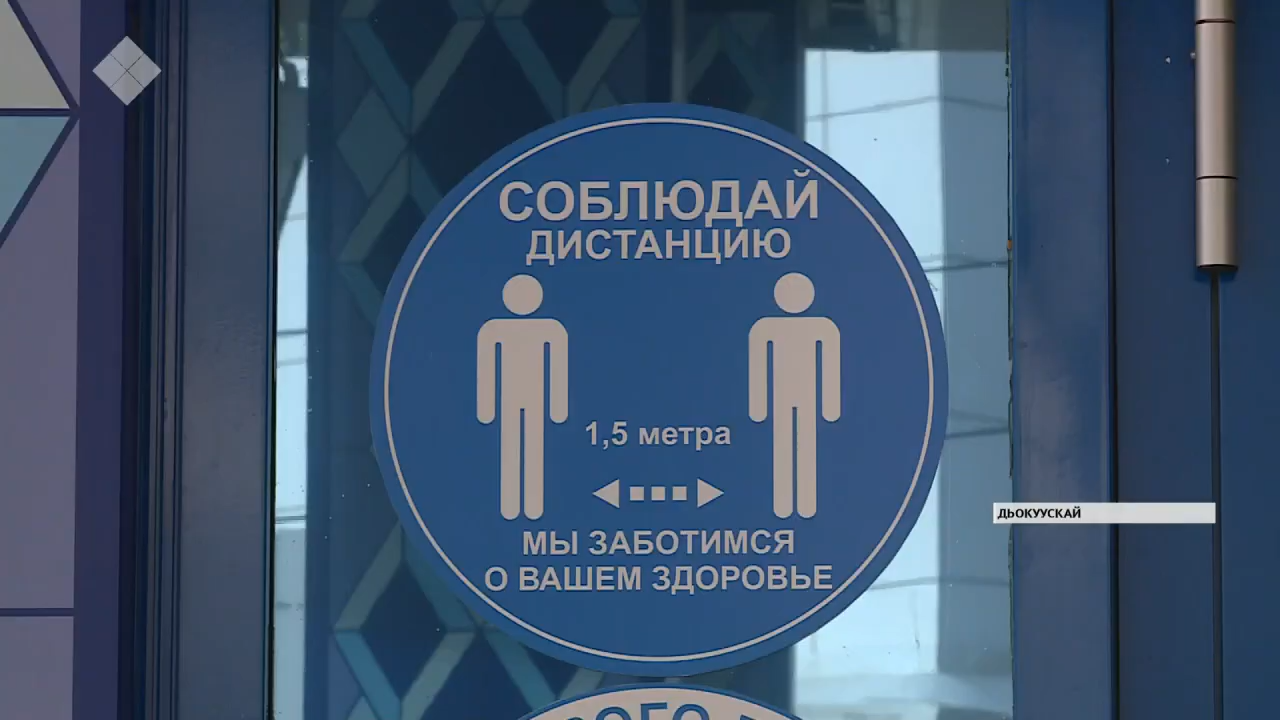 СОБЛЮДАЙ
ДИСТАНЦИЮ
1,5 метра
МЫ ЗАБОТИМСЯ
О ВАШЕМ ЗДОРОВЬЕ
ДЬОКУУСКАЙ